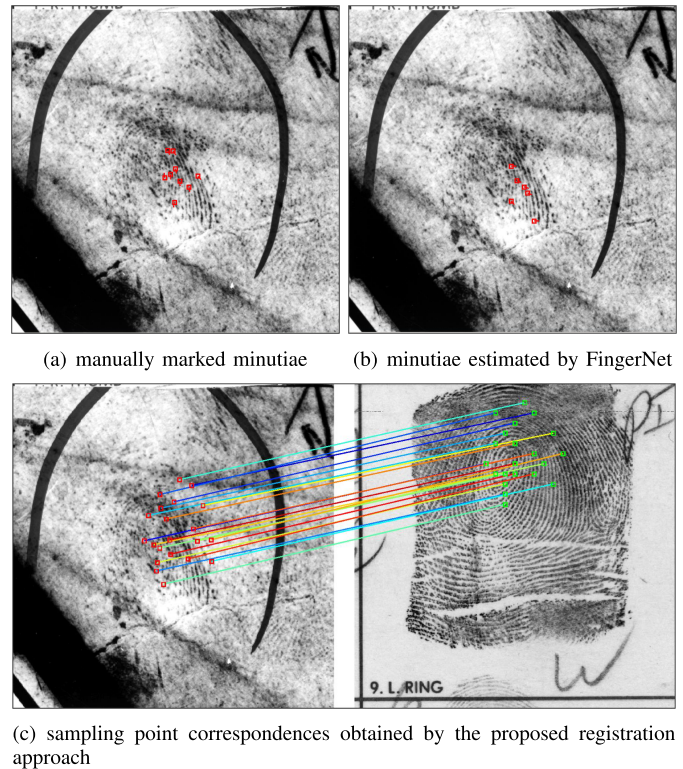 (a) manually marked minutiae
(b) minutiae estimated by FingerNet
9. L. RING
W
(c) sampling point correspondences obtained by the proposed registration
approach